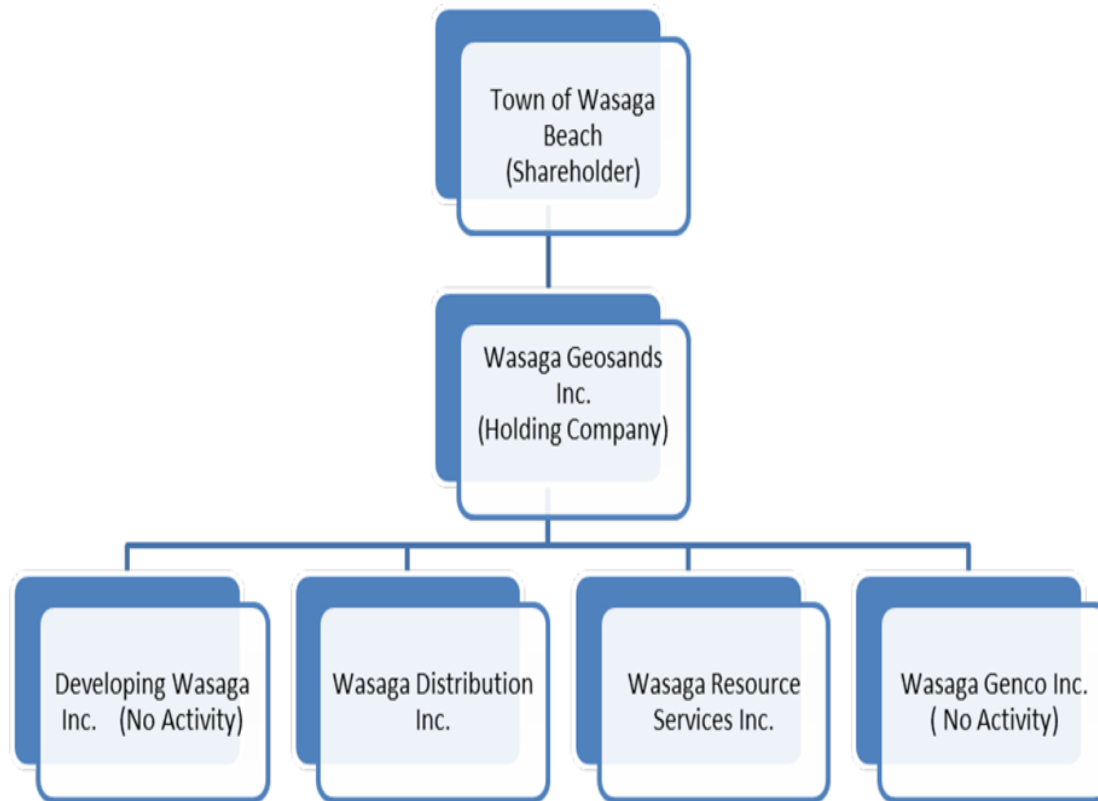 Town of Wasaga
Beach
(Shareholder)
Wasaga Geosands
Inc.
(Holding Company)
Developing Wasaga
Inc. (No Activity)
Wasaga Distribution
Inc.
Wasaga Resource
Services Inc.
Wasaga Genco Inc.
( No Activity)